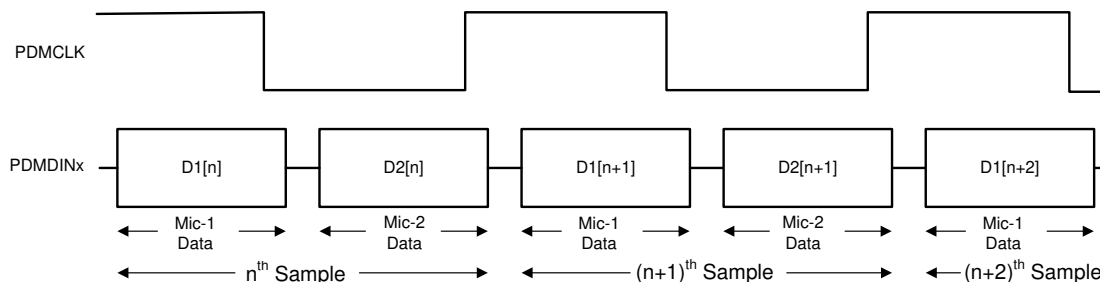 PDMCLK
PDMDINx
D1[n]
D2[n]
D1[n+1]
D2[n+1]
D1[n+2]
Mic-1
Data
Mic-2
Data
Mic-1
Data
Mic-2
Data
Mic-1
Data
nth Sample
(n+1)th Sample
(n+2)th Sample